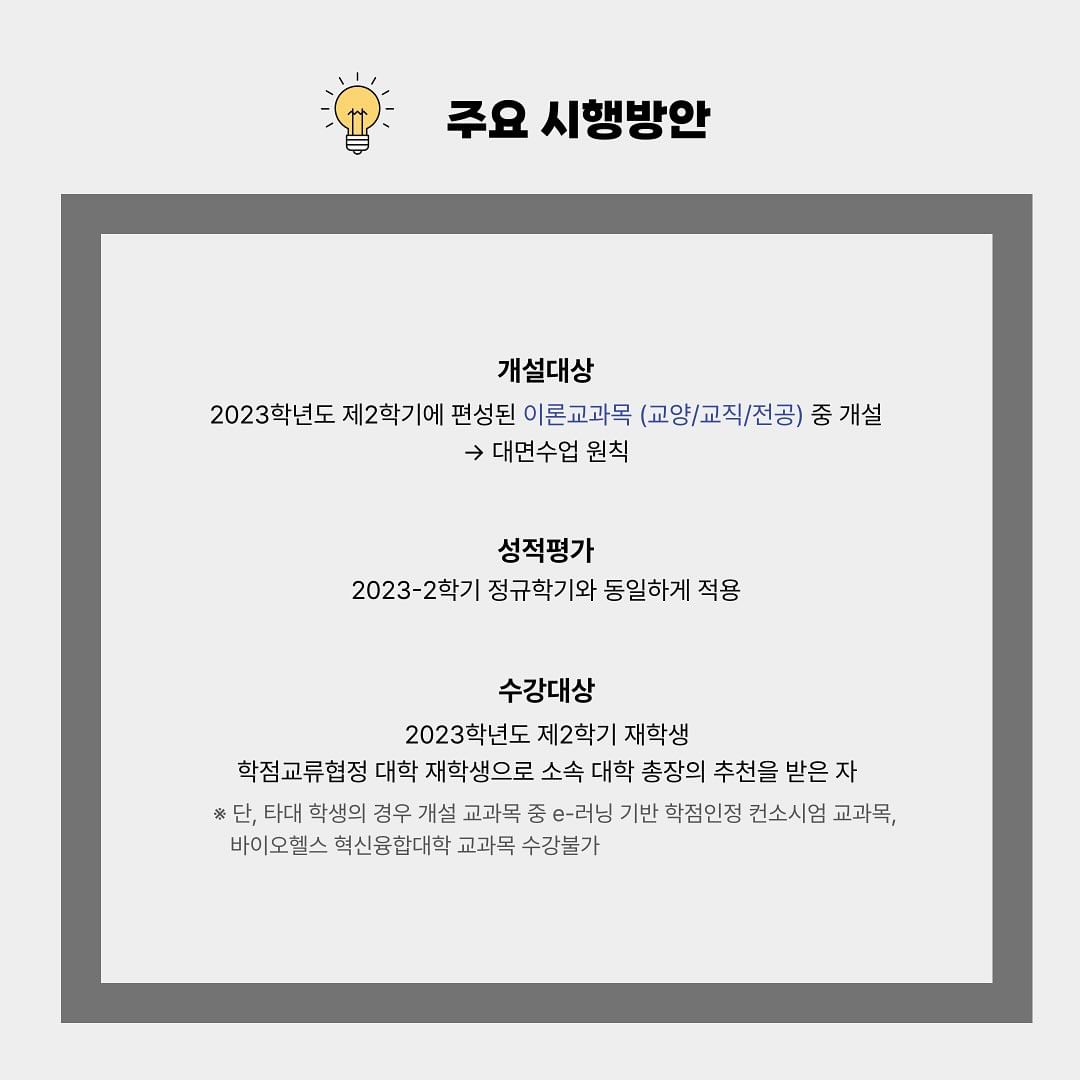 주요 시행방안
개설대상
2023학년도 제2학기에 편성된 이론교과목 (교양/교직/전공) 중 개설
→ 대면수업 원칙
성적평가
2023-2학기 정규학기와 동일하게 적용
수강대상
2023학년도 제2학기 재학생
학점교류협정 대학 재학생으로 소속 대학 총장의 추천을 받은 자
※ 단, 타대 학생의 경우 개설 교과목 중 e-러닝 기반 학점인정 컨소시엄 교과목,
바이오헬스 혁신융합대학 교과목 수강불가